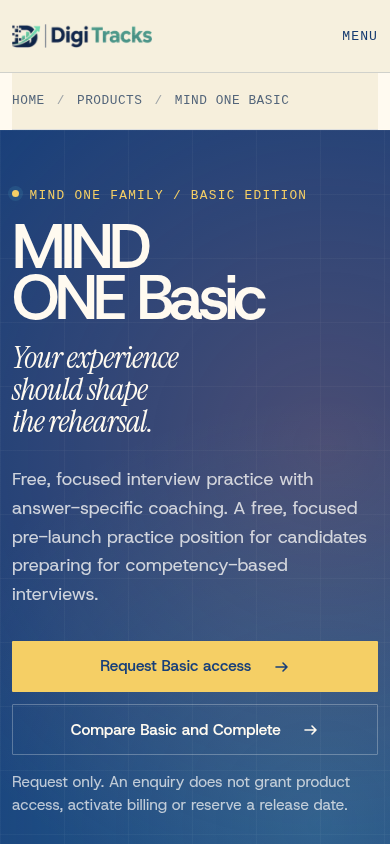 Digi Tracks
MENU
HOME / PRODUCTS / MIND ONE BASIC
MIND ONE FAMILY / BASIC EDITION
MIND
ONE Basic
Your experience
should shape
the rehearsal.
Free, focused interview practice with
answer-specific coaching. A free, focused
pre-launch practice position for candidates
preparing for competency-based
interviews.
Request Basic access →
Compare Basic and Complete →
Request only. An enquiry does not grant product
access, activate billing or reserve a release date.